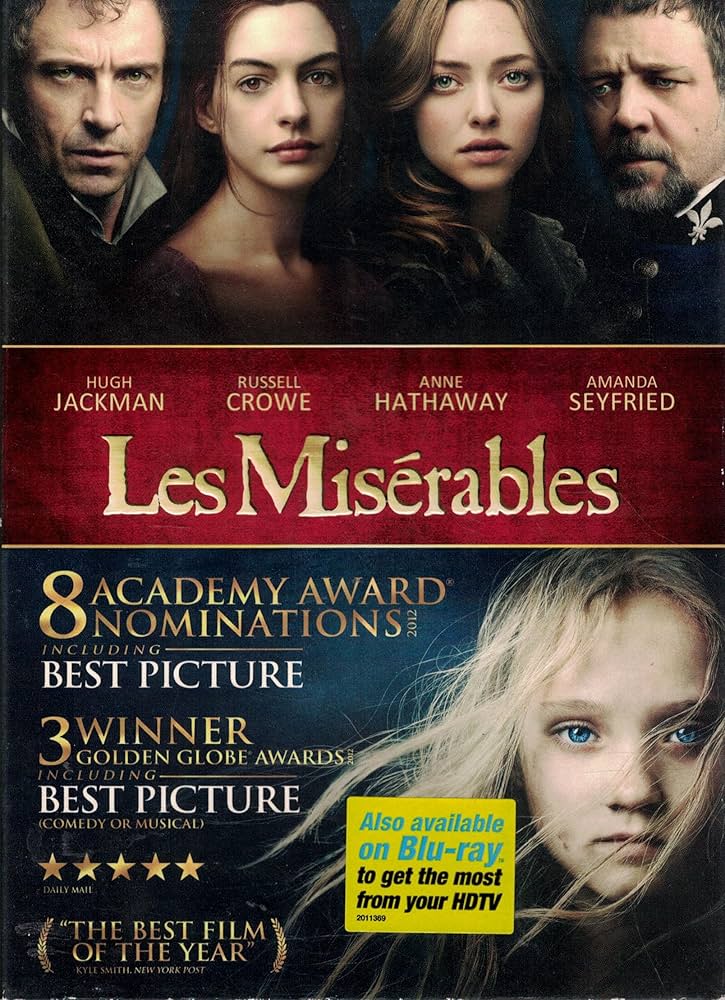 HUGH RUSSELL ANNE AMANDA
JACKMAN CROWE HATHAWAY SEYFRIED
Les Misérables
8 ACADEMY AWARD®
NOMINATIONS 2012
INCLUDING
BEST PICTURE
3 WINNER
GOLDEN GLOBE® AWARDS 2012
INCLUDING
BEST PICTURE
(COMEDY OR MUSICAL)
★★★★★
DAILY MAIL
"THE BEST FILM
OF THE YEAR"
KYLE SMITH, NEW YORK POST
Also available
on Blu-ray™
to get the most
from your HDTV
2011369